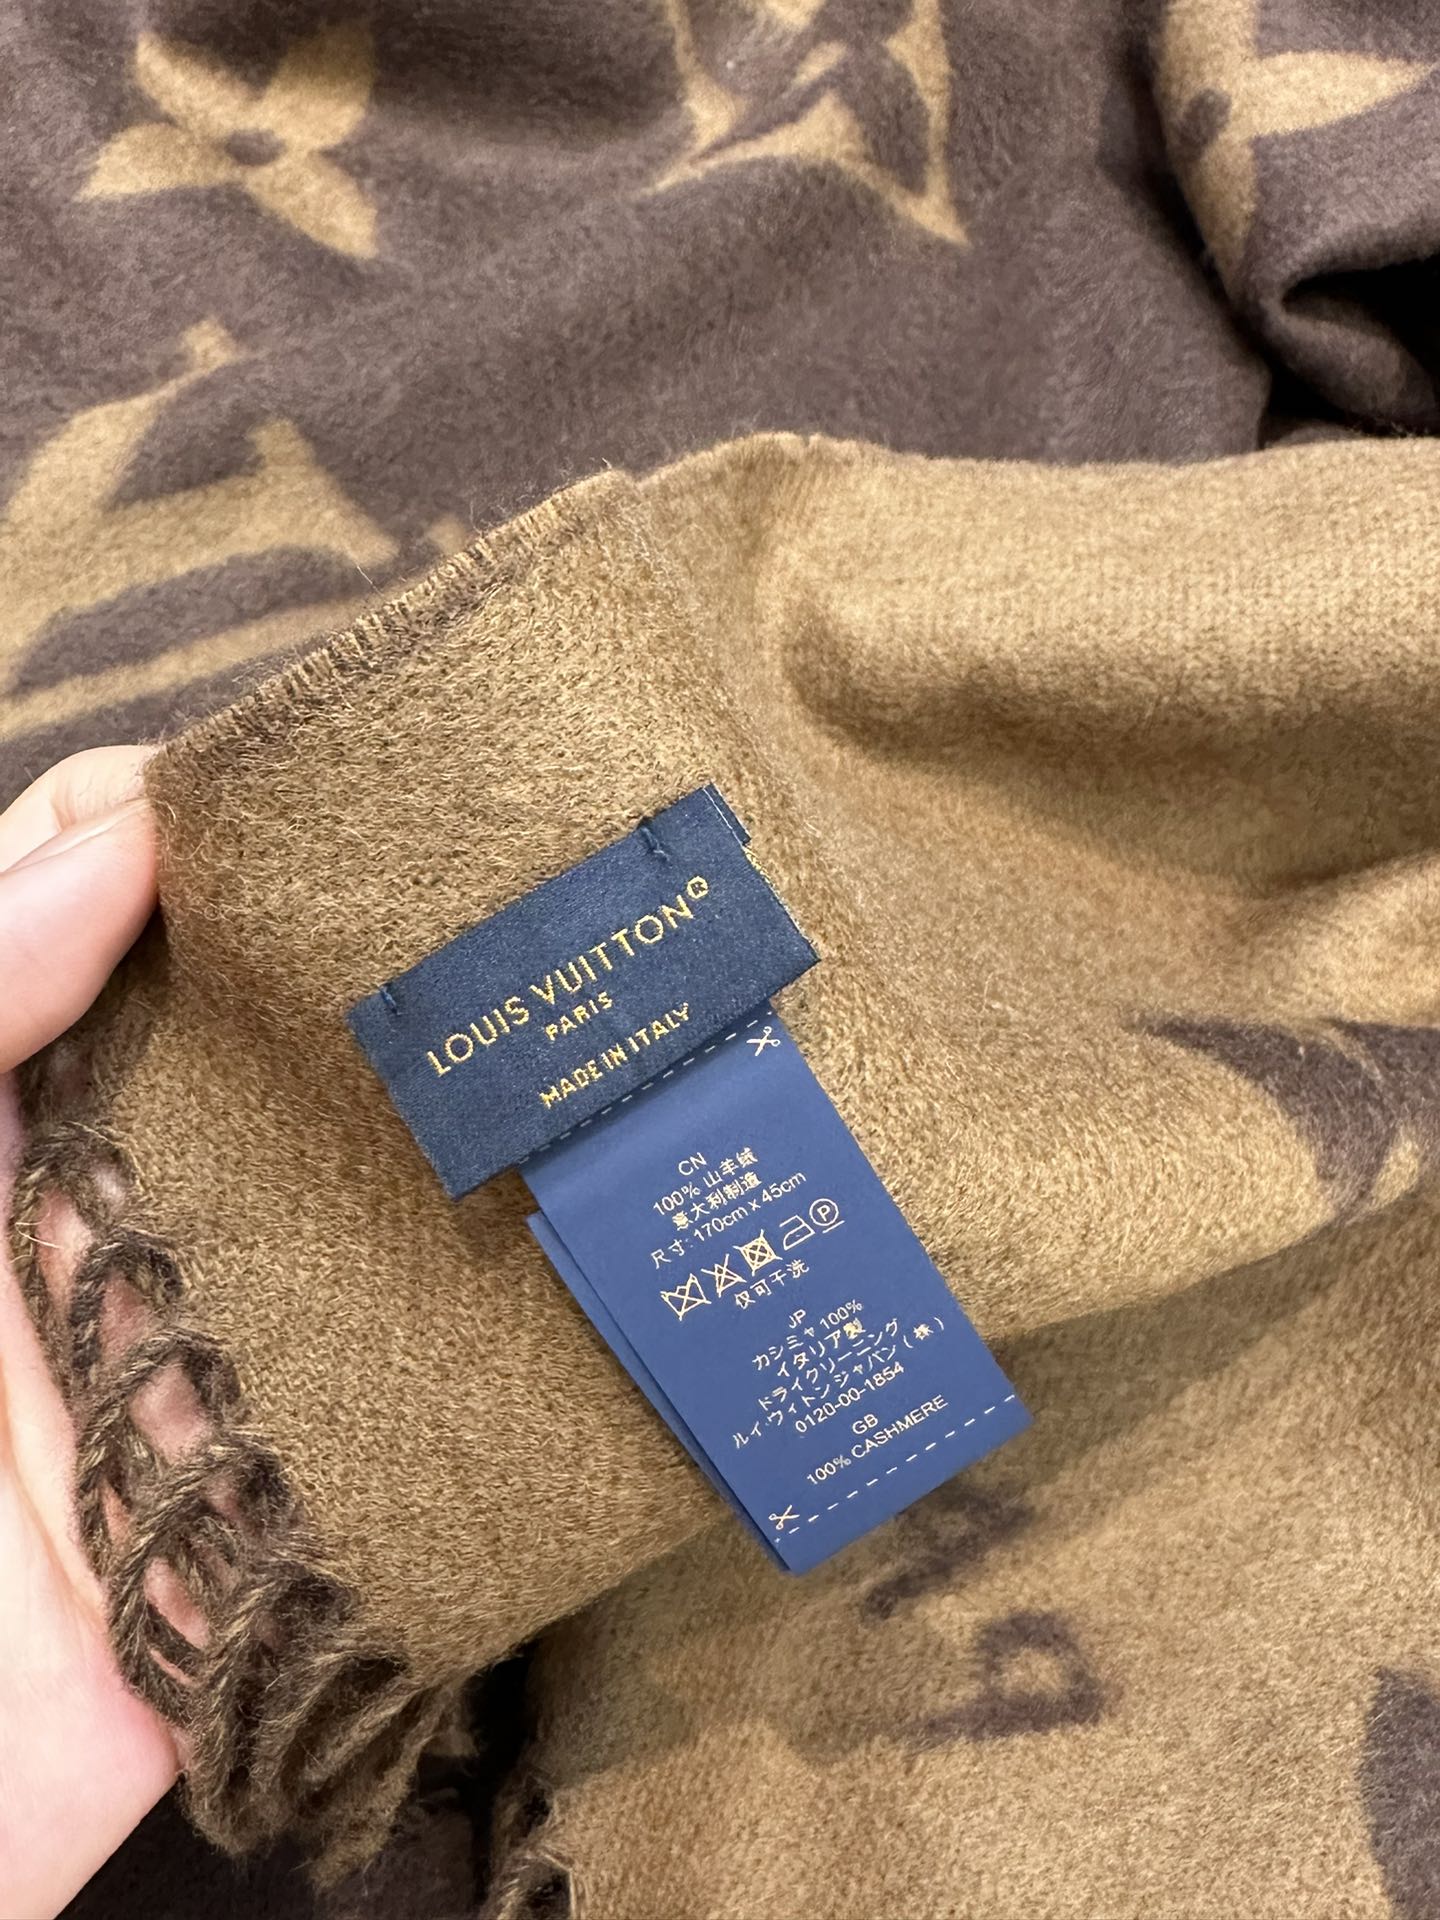 LOUIS VUITTON®
PARIS
MADE IN ITALY
CN
100% 山羊绒
意大利制造
尺寸: 170cm x 45cm
P
仅可干洗
JP
カシミヤ 100%
イタリア製
ドライクリーニング
ルイ・ヴィトン ジャパン (株)
0120-00-1854
GB
100% CASHMERE